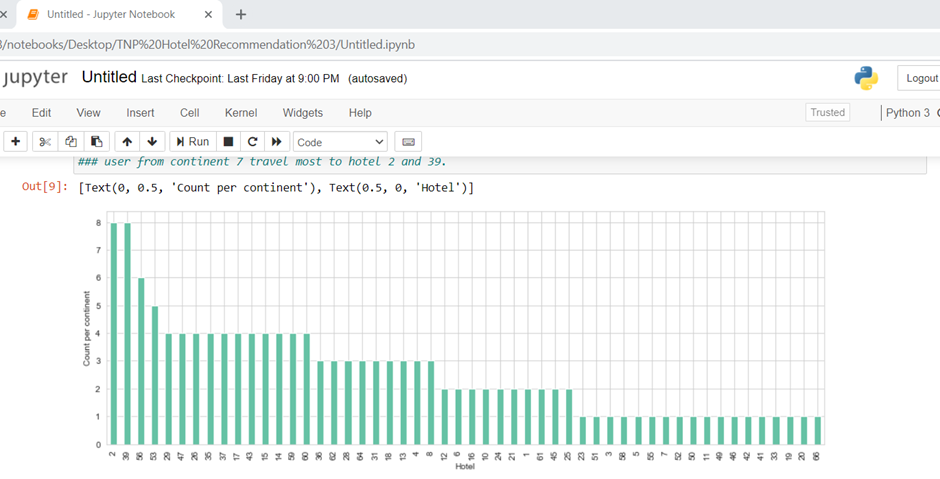 Untitled - Jupyter Notebook
3/notebooks/Desktop/TNP%20Hotel%20Recommendation%203/Untitled.ipynb
jupyter Untitled Last Checkpoint: Last Friday at 9:00 PM (autosaved) Logout
e Edit View Insert Cell Kernel Widgets Help Trusted Python 3
Run Code
### user from continent 7 travel most to hotel 2 and 39.
Out[9]: [Text(0, 0.5, 'Count per continent'), Text(0.5, 0, 'Hotel')]
Count per continent
8
7
6
5
4
3
2
1
0
2 39 56 53 29 47 26 35 37 17 43 15 14 59 60 36 62 28 64 31 18 13 4 8 12 6 16 10 24 21 1 61 45 25 23 51 3 58 5 55 7 52 50 11 49 46 42 41 33 19 20 66
Hotel